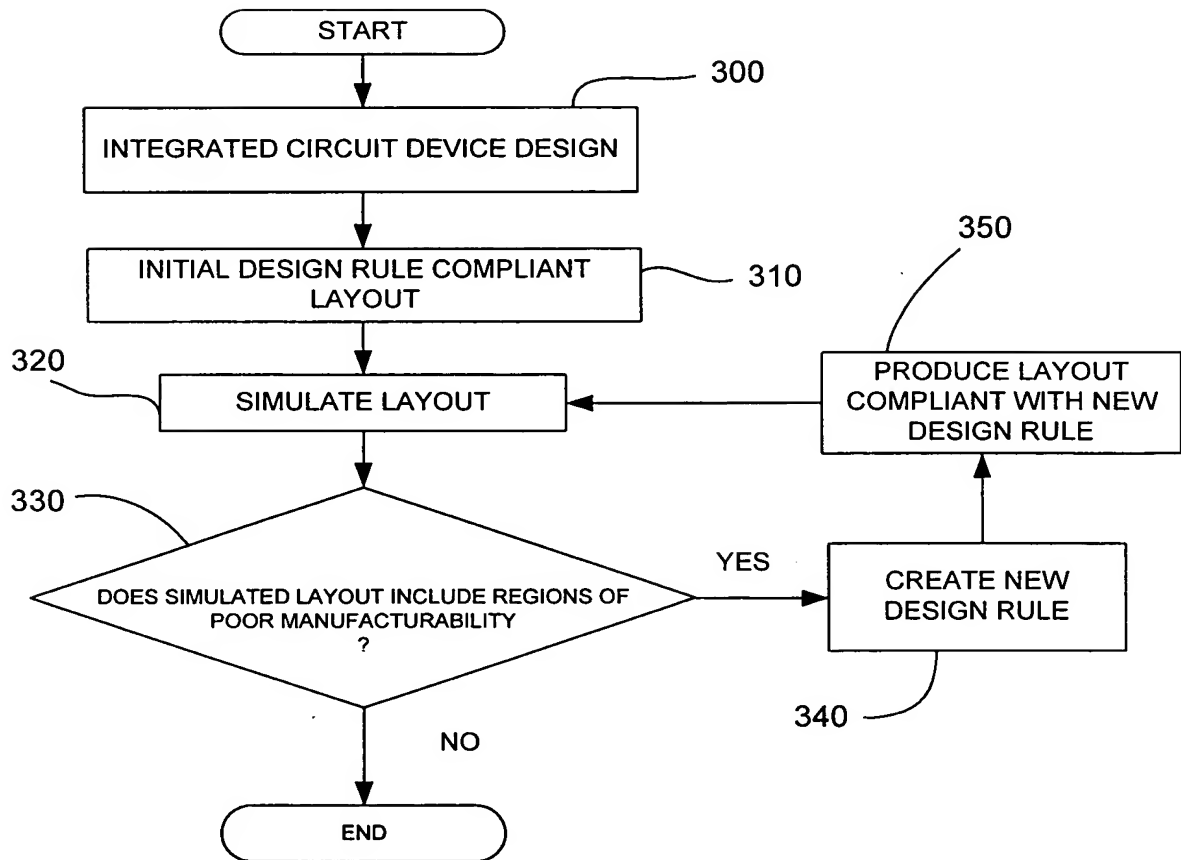 START
300
INTEGRATED CIRCUIT DEVICE DESIGN
350
INITIAL DESIGN RULE COMPLIANT
LAYOUT
310
320
SIMULATE LAYOUT
PRODUCE LAYOUT
COMPLIANT WITH NEW
DESIGN RULE
330
DOES SIMULATED LAYOUT INCLUDE REGIONS OF
POOR MANUFACTURABILITY
?
YES
CREATE NEW
DESIGN RULE
340
NO
END